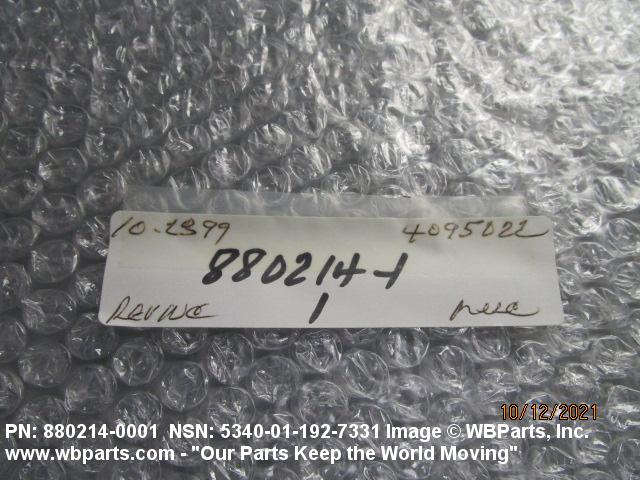 10-2399 4095022
880214-1
1
10/12/2021
PN: 880214-0001 NSN: 5340-01-192-7331 Image © WBParts, Inc.
www.wbparts.com - "Our Parts Keep the World Moving"